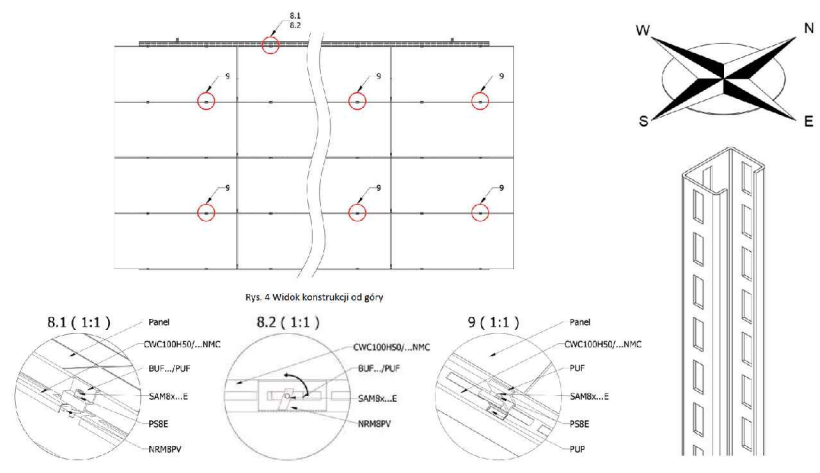 8.1
8.2
9
9
9
9
9
9
Rys. 4 Widok konstrukcji od góry
8.1 ( 1:1 )
Panel
CWC100H50/...NMC
BUF.../PUF
SAM8x...E
PS8E
NRM8PV
8.2 ( 1:1 )
CWC100H50/...NMC
BUF.../PUF
SAM8x...E
NRM8PV
9 ( 1:1 )
Panel
CWC100H50/...NMC
PUF
SAM8x...E
PS8E
PUP
W
N
S
E